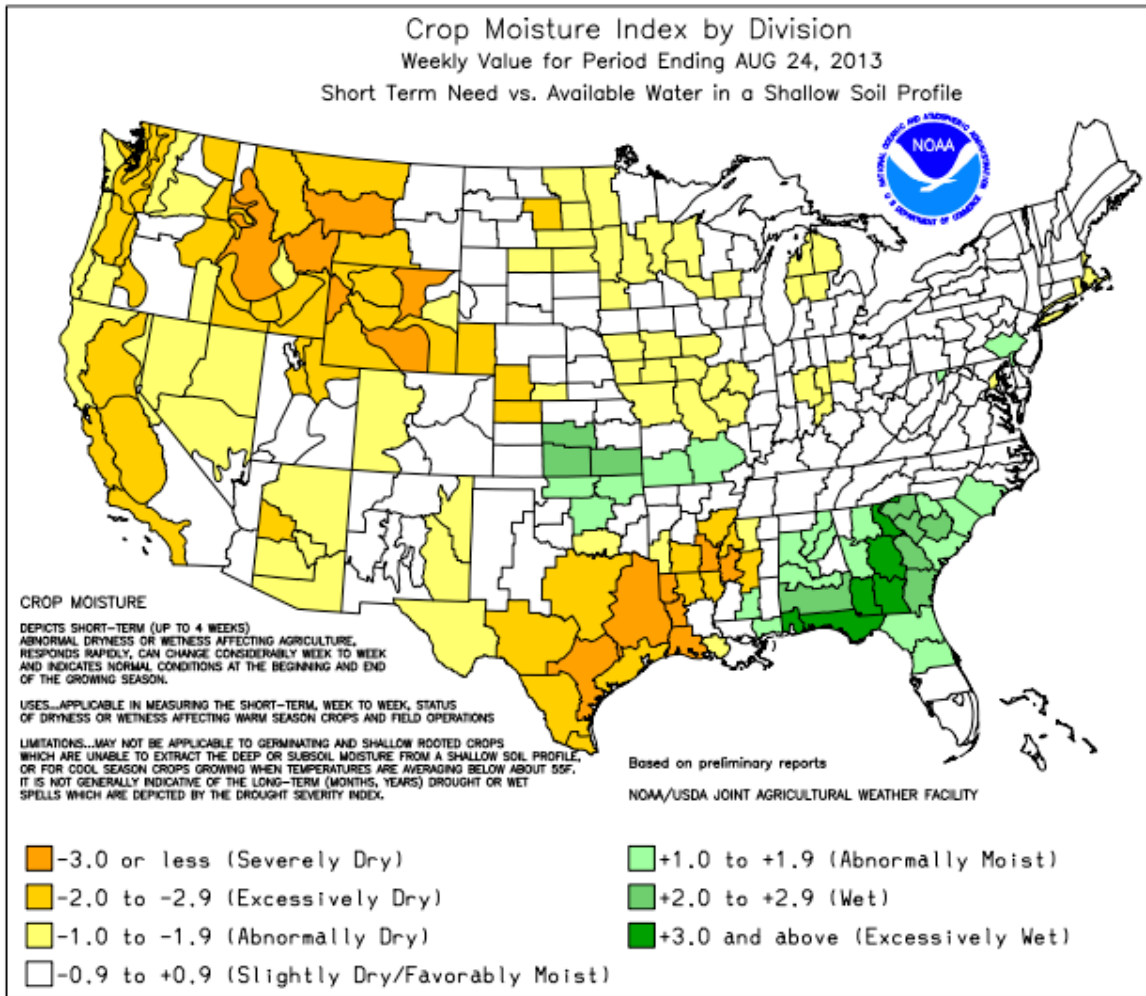 Crop Moisture Index by Division
Weekly Value for Period Ending AUG 24, 2013
Short Term Need vs. Available Water in a Shallow Soil Profile
NATIONAL OCEANIC AND ATMOSPHERIC ADMINISTRATION
NOAA
U S DEPARTMENT OF COMMERCE
CROP MOISTURE
DEPICTS SHORT-TERM (UP TO 4 WEEKS)
ABNORMAL DRYNESS OR WETNESS AFFECTING AGRICULTURE,
RESPONDS RAPIDLY, CAN CHANGE CONSIDERABLY WEEK TO WEEK
AND INDICATES NORMAL CONDITIONS AT THE BEGINNING AND END
OF THE GROWING SEASON.
USES...APPLICABLE IN MEASURING THE SHORT-TERM, WEEK TO WEEK, STATUS
OF DRYNESS OR WETNESS AFFECTING WARM SEASON CROPS AND FIELD OPERATIONS
LIMITATIONS...MAY NOT BE APPLICABLE TO GERMINATING AND SHALLOW ROOTED CROPS
WHICH ARE UNABLE TO EXTRACT THE DEEP OR SUBSOIL MOISTURE FROM A SHALLOW SOIL PROFILE,
OR FOR COOL SEASON CROPS GROWING WHEN TEMPERATURES ARE AVERAGING BELOW ABOUT 55F.
IT IS NOT GENERALLY INDICATIVE OF THE LONG-TERM (MONTHS, YEARS) DROUGHT OR WET
SPELLS WHICH ARE DEPICTED BY THE DROUGHT SEVERITY INDEX.
Based on preliminary reports
NOAA/USDA JOINT AGRICULTURAL WEATHER FACILITY
-3.0 or less (Severely Dry)
-2.0 to -2.9 (Excessively Dry)
-1.0 to -1.9 (Abnormally Dry)
-0.9 to +0.9 (Slightly Dry/Favorably Moist)
+1.0 to +1.9 (Abnormally Moist)
+2.0 to +2.9 (Wet)
+3.0 and above (Excessively Wet)